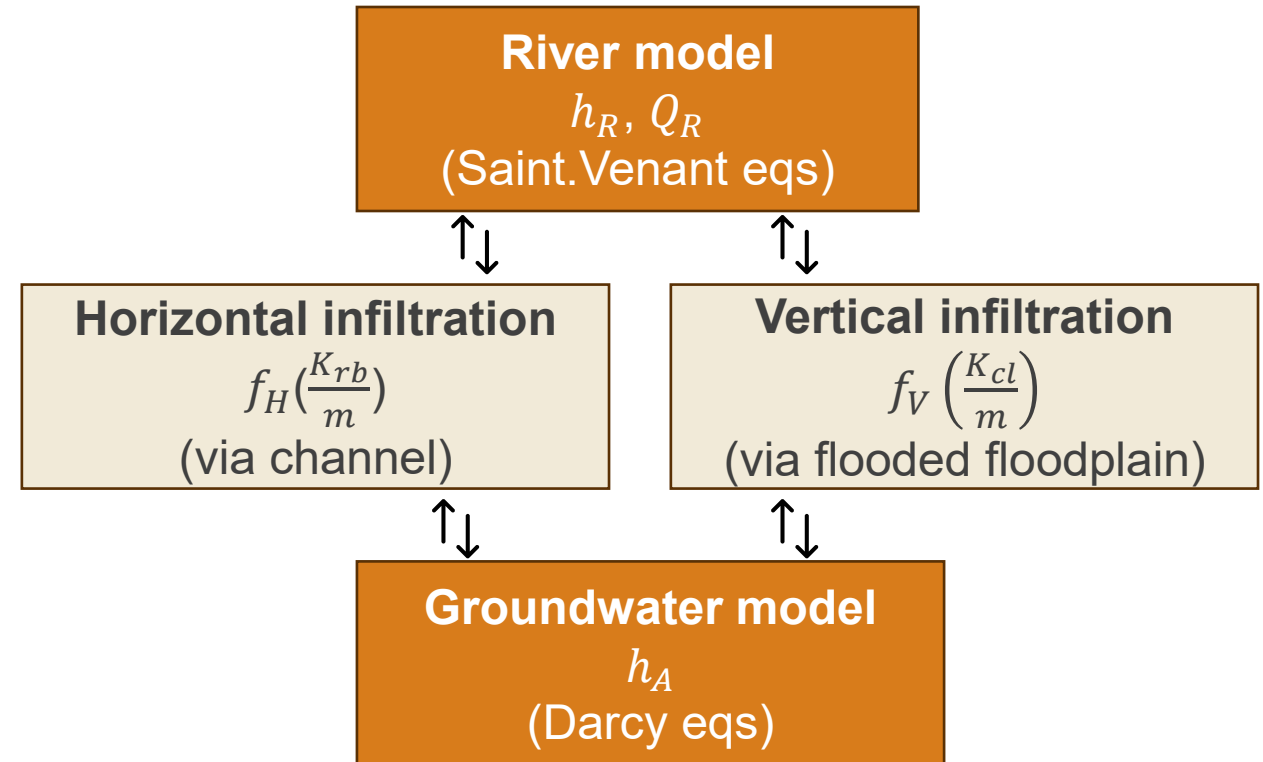 River model
h_R, Q_R
(Saint.Venant eqs)
Horizontal infiltration
f_H(K_rb/m)
(via channel)
Vertical infiltration
f_V(K_cl/m)
(via flooded floodplain)
Groundwater model
h_A
(Darcy eqs)